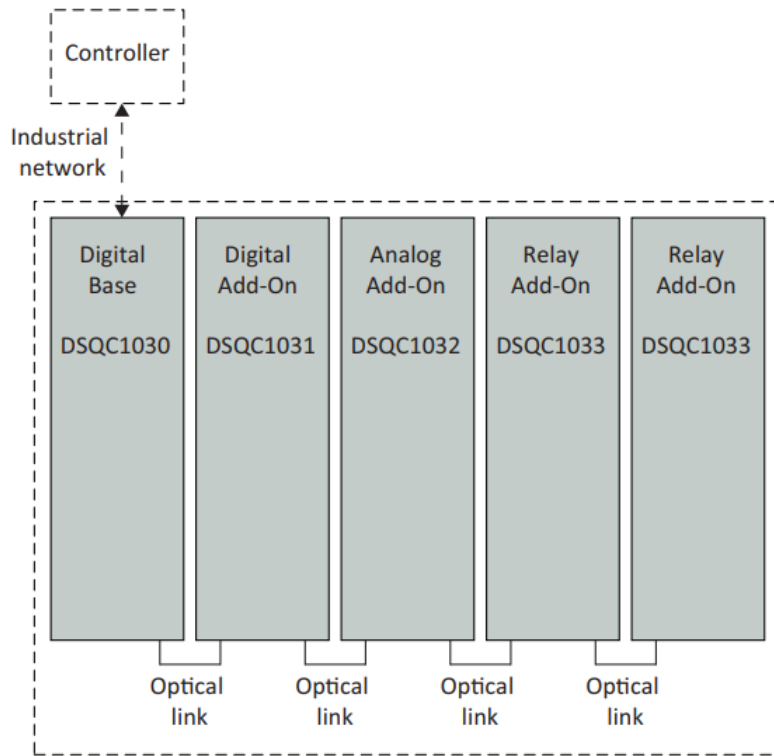 Controller
Industrial
network
Digital
Base
DSQC1030
Digital
Add-On
DSQC1031
Analog
Add-On
DSQC1032
Relay
Add-On
DSQC1033
Relay
Add-On
DSQC1033
Optical
link
Optical
link
Optical
link
Optical
link